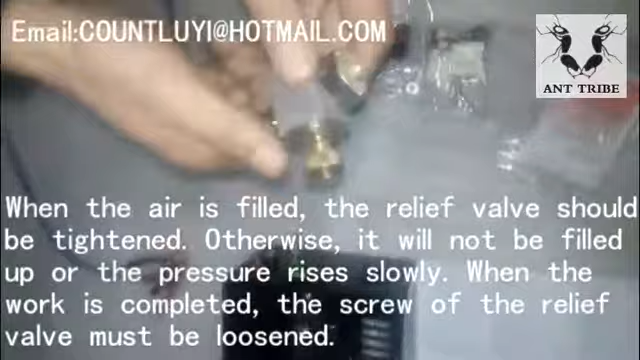 Email:COUNTLUYI@HOTMAIL.COM
ANT TRIBE
When the air is filled, the relief valve should
be tightened. Otherwise, it will not be filled
up or the pressure rises slowly. When the
work is completed, the screw of the relief
valve must be loosened.